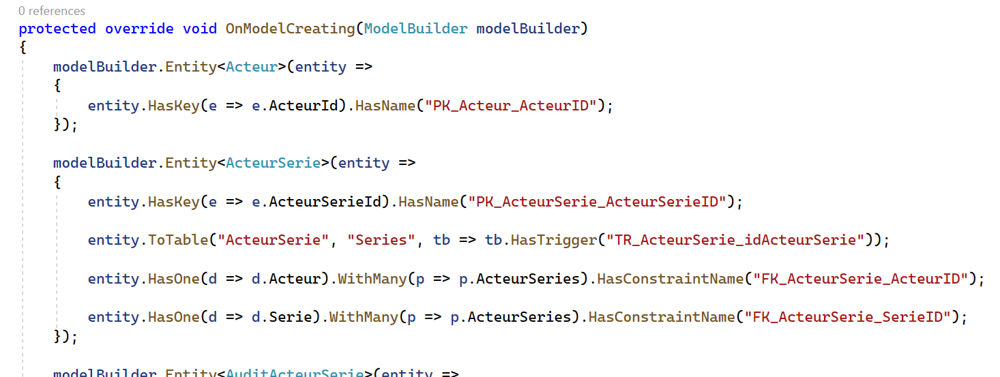 0 references
protected override void OnModelCreating(ModelBuilder modelBuilder)
{
modelBuilder.Entity<Acteur>(entity =>
{
entity.HasKey(e => e.ActeurId).HasName("PK_Acteur_ActeurID");
});
modelBuilder.Entity<ActeurSerie>(entity =>
{
entity.HasKey(e => e.ActeurSerieId).HasName("PK_ActeurSerie_ActeurSerieID");
entity.ToTable("ActeurSerie", "Series", tb => tb.HasTrigger("TR_ActeurSerie_idActeurSerie"));
entity.HasOne(d => d.Acteur).WithMany(p => p.ActeurSeries).HasConstraintName("FK_ActeurSerie_ActeurID");
entity.HasOne(d => d.Serie).WithMany(p => p.ActeurSeries).HasConstraintName("FK_ActeurSerie_SerieID");
});
modelBuilder.Entity<AuditActeurSerie>(entity =>